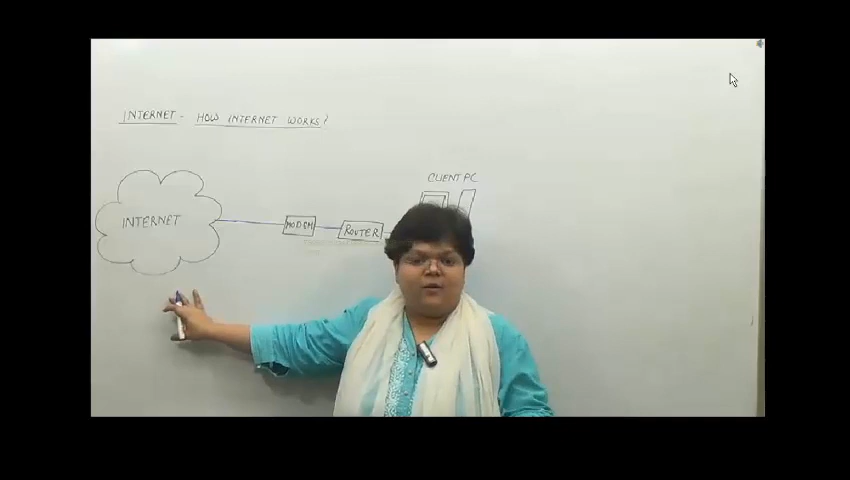 INTERNET - HOW INTERNET WORKS?
CLIENT PC
INTERNET
MODEM
ROUTER